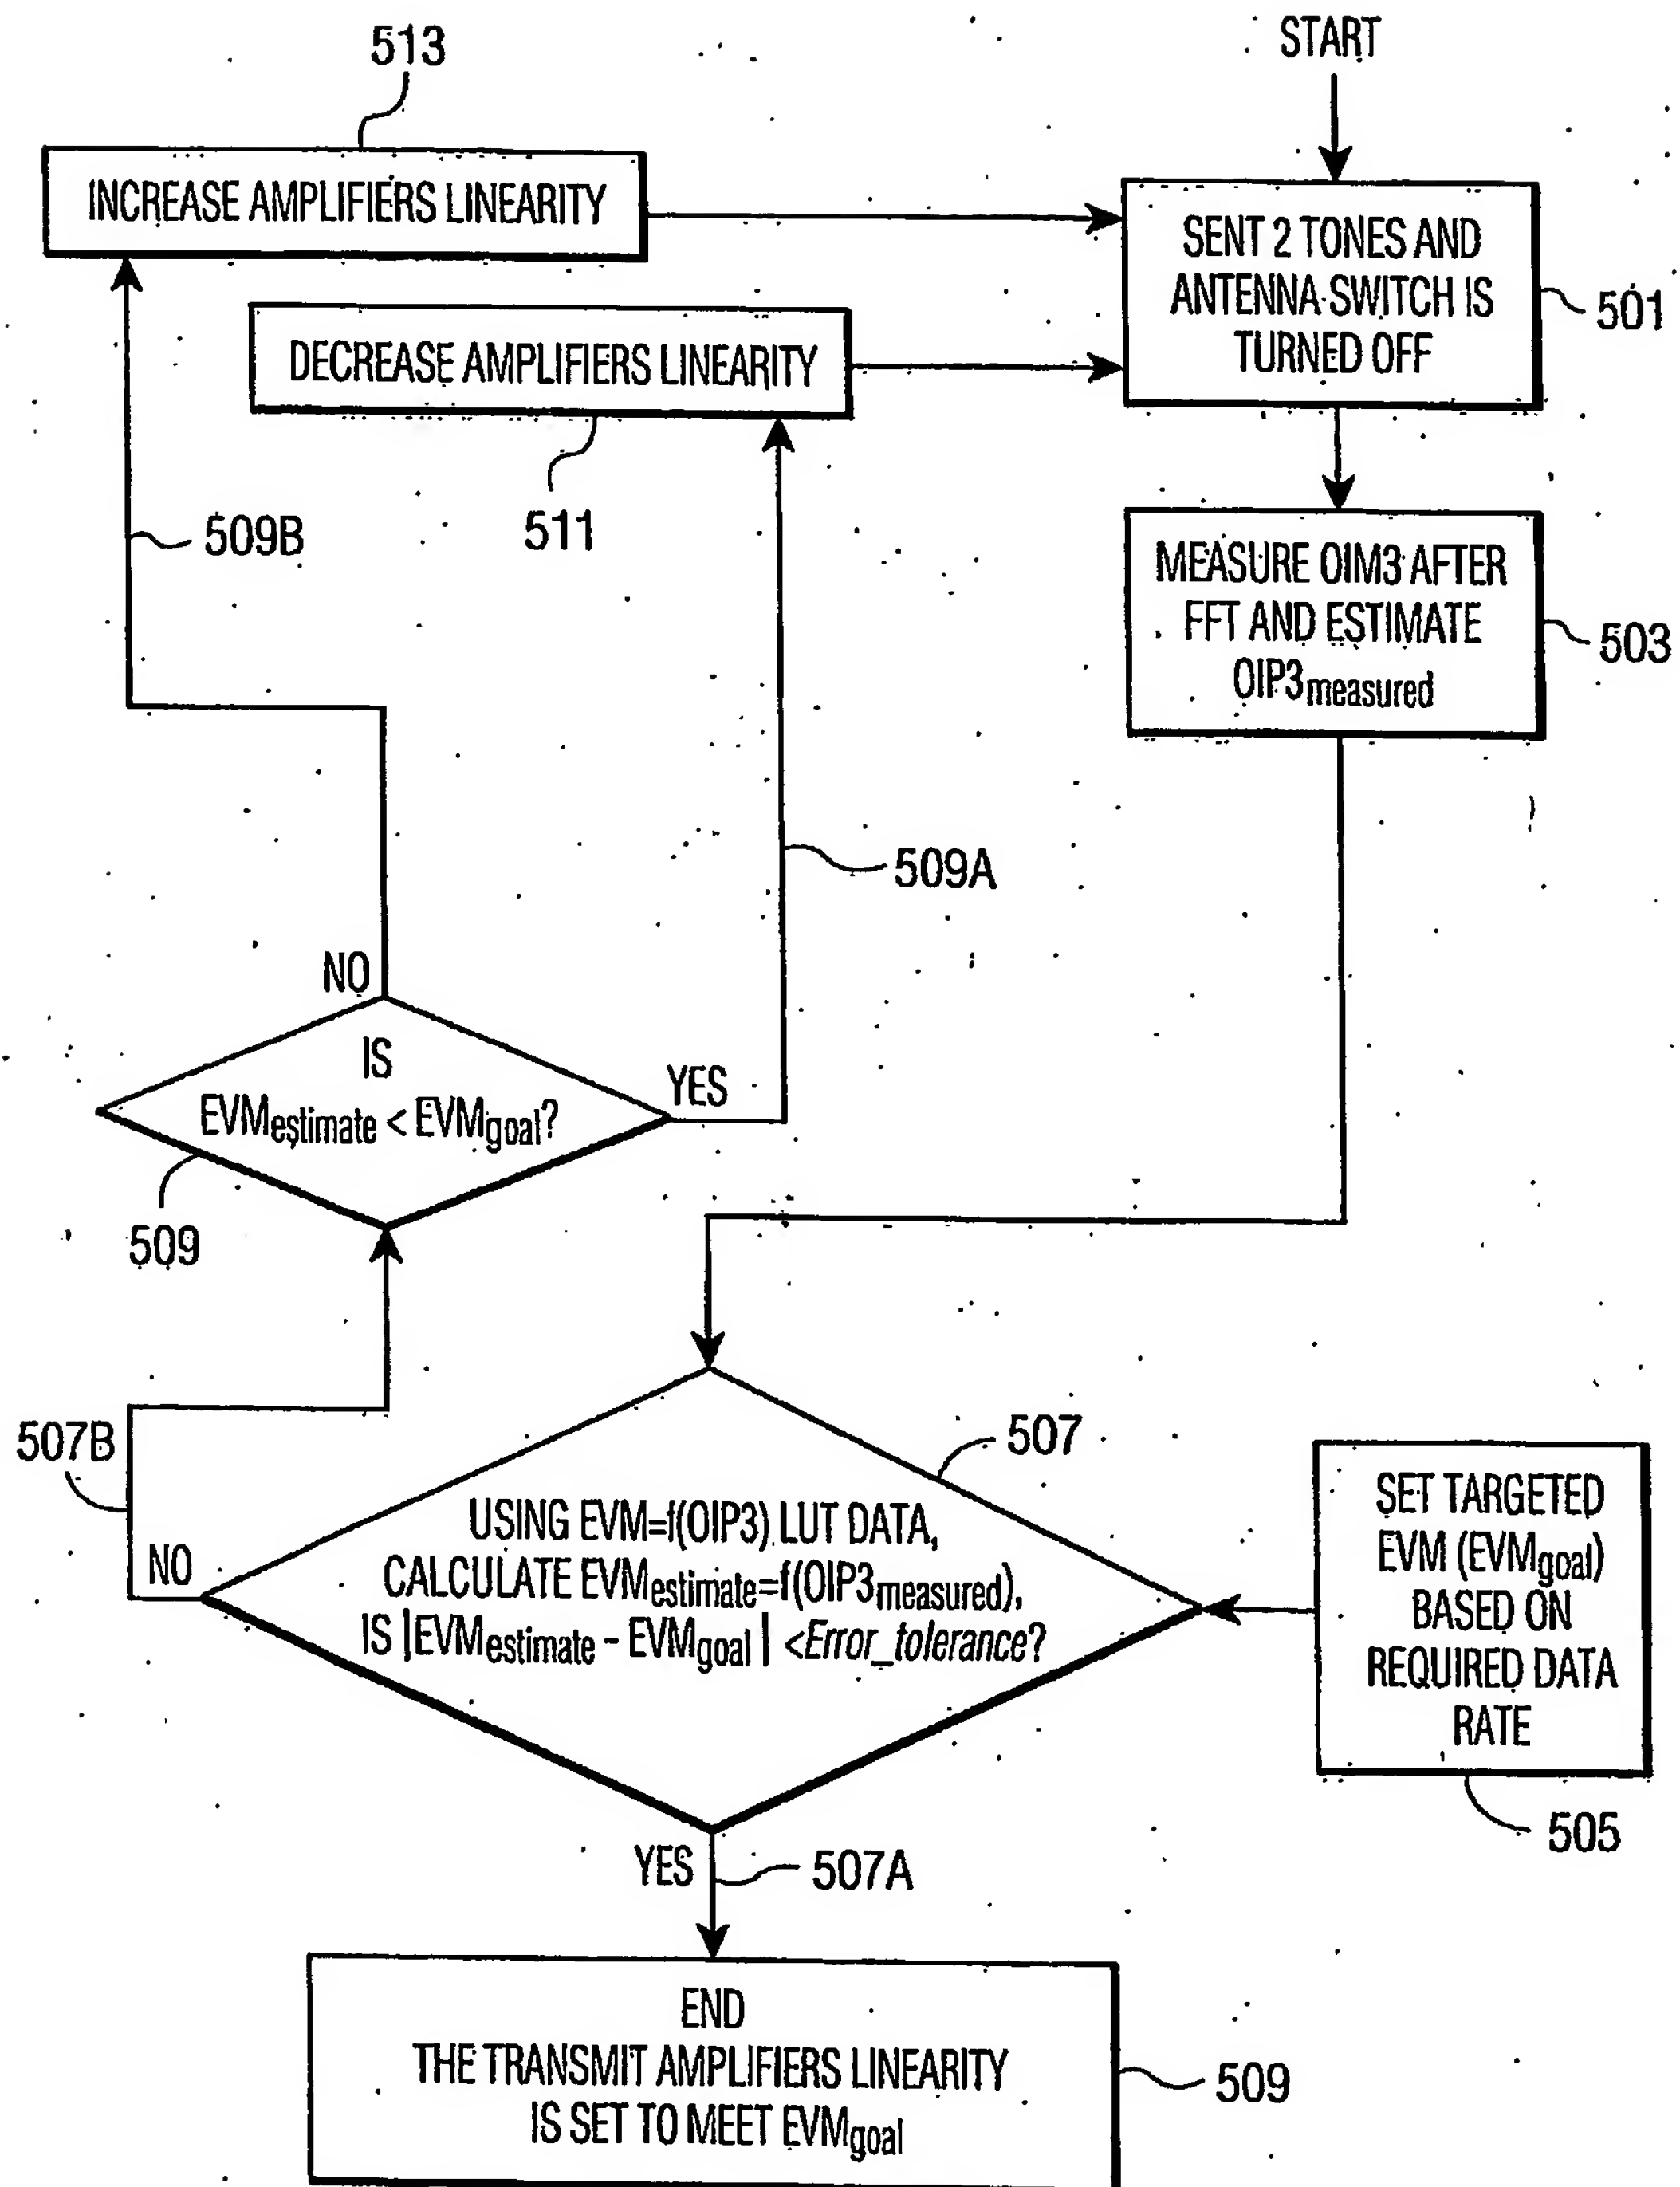 START
513
INCREASE AMPLIFIERS LINEARITY
SENT 2 TONES AND
ANTENNA SWITCH IS
TURNED OFF
501
DECREASE AMPLIFIERS LINEARITY
511
509B
MEASURE OIM3 AFTER
FFT AND ESTIMATE
OIP3measured
503
509A
NO
IS
EVMestimate < EVMgoal?
YES
509
507B
NO
507
USING EVM=f(OIP3) LUT DATA,
CALCULATE EVMestimate=f(OIP3measured),
IS |EVMestimate - EVMgoal| <Error_tolerance?
SET TARGETED
EVM (EVMgoal)
BASED ON
REQUIRED DATA
RATE
505
YES
507A
END
THE TRANSMIT AMPLIFIERS LINEARITY
IS SET TO MEET EVMgoal
509